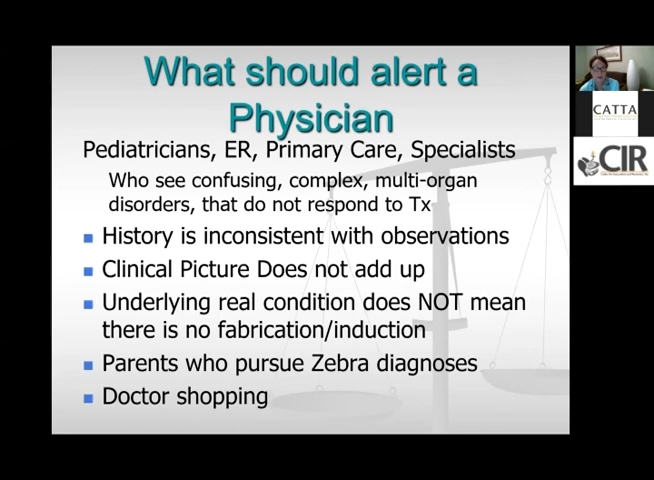 What should alert a
Physician
Pediatricians, ER, Primary Care, Specialists
Who see confusing, complex, multi-organ
disorders, that do not respond to Tx
History is inconsistent with observations
Clinical Picture Does not add up
Underlying real condition does NOT mean
there is no fabrication/induction
Parents who pursue Zebra diagnoses
Doctor shopping
CATTA
CIR